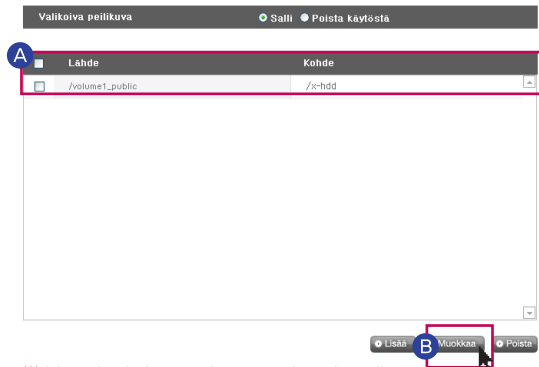 Valikoiva peilikuva Salli Poista käytöstä
A
Lähde Kohde
/volume1_public /x-hdd
Lisää B Muokkaa Poista